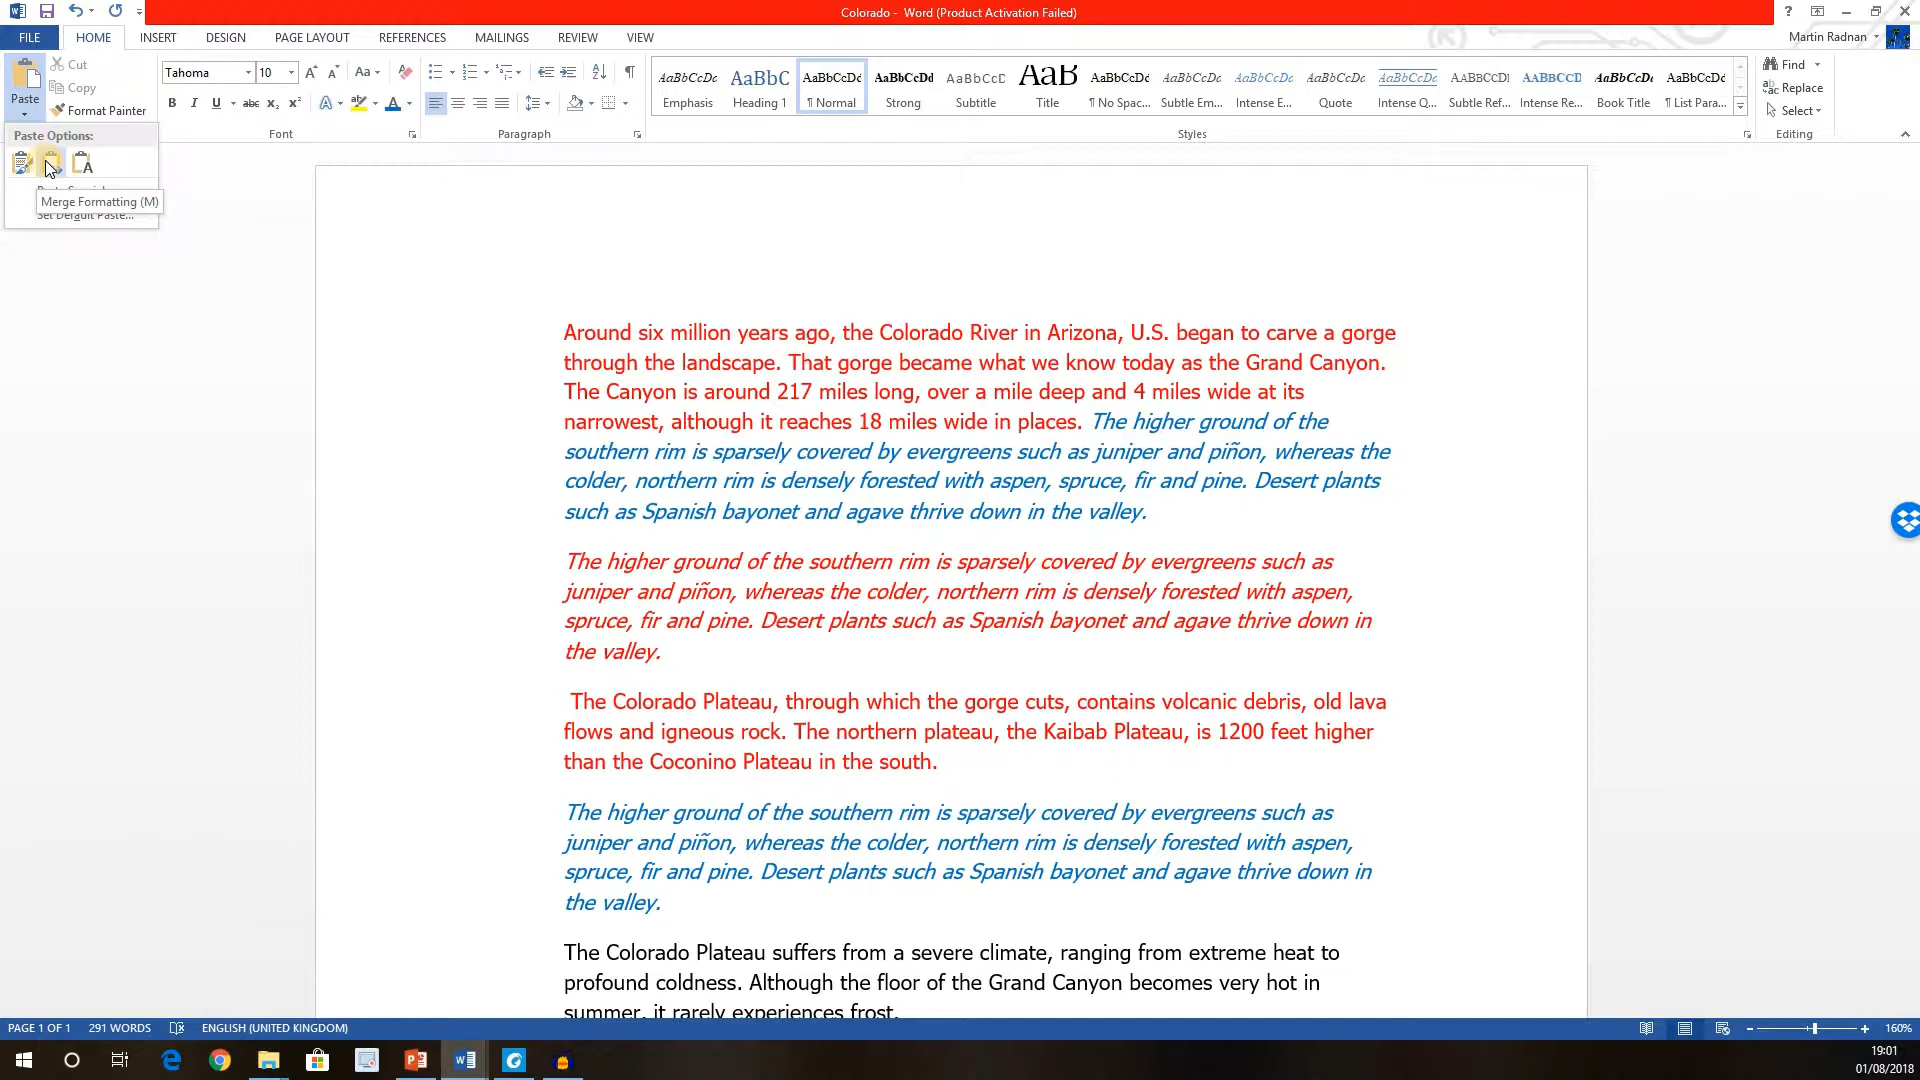 Colorado - Word (Product Activation Failed)
FILE HOME INSERT DESIGN PAGE LAYOUT REFERENCES MAILINGS REVIEW VIEW
Martin Radnan
Paste
Cut
Copy
Format Painter
Tahoma 10
Font
Paragraph
AaBbCcDc AaBbC AaBbCcDd AaBbCcDd AaBbCcD AaB AaBbCcDd AaBbCcDc AaBbCcDc AaBbCcDc AaBbCcDc AABBCCDI AABBCCD AaBbCcDd AaBbCcDd
Emphasis Heading 1 ¶ Normal Strong Subtitle Title ¶ No Spac... Subtle Em... Intense E... Quote Intense Q... Subtle Ref... Intense Re... Book Title ¶ List Para...
Styles
Find
Replace
Select
Editing
Paste Options:
Merge Formatting (M)
Set Default Paste...
Around six million years ago, the Colorado River in Arizona, U.S. began to carve a gorge
through the landscape. That gorge became what we know today as the Grand Canyon.
The Canyon is around 217 miles long, over a mile deep and 4 miles wide at its
narrowest, although it reaches 18 miles wide in places. The higher ground of the
southern rim is sparsely covered by evergreens such as juniper and piñon, whereas the
colder, northern rim is densely forested with aspen, spruce, fir and pine. Desert plants
such as Spanish bayonet and agave thrive down in the valley.
The higher ground of the southern rim is sparsely covered by evergreens such as
juniper and piñon, whereas the colder, northern rim is densely forested with aspen,
spruce, fir and pine. Desert plants such as Spanish bayonet and agave thrive down in
the valley.
The Colorado Plateau, through which the gorge cuts, contains volcanic debris, old lava
flows and igneous rock. The northern plateau, the Kaibab Plateau, is 1200 feet higher
than the Coconino Plateau in the south.
The higher ground of the southern rim is sparsely covered by evergreens such as
juniper and piñon, whereas the colder, northern rim is densely forested with aspen,
spruce, fir and pine. Desert plants such as Spanish bayonet and agave thrive down in
the valley.
The Colorado Plateau suffers from a severe climate, ranging from extreme heat to
profound coldness. Although the floor of the Grand Canyon becomes very hot in
summer, it rarely experiences frost.
PAGE 1 OF 1 291 WORDS ENGLISH (UNITED KINGDOM) 160%
19:01
01/08/2018